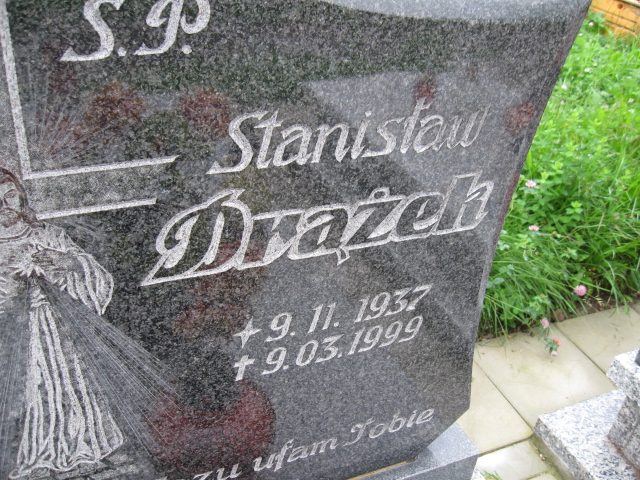 S.P.
Stanisław
Drążek
9.11.1937
9.03.1999
ufam Tobie